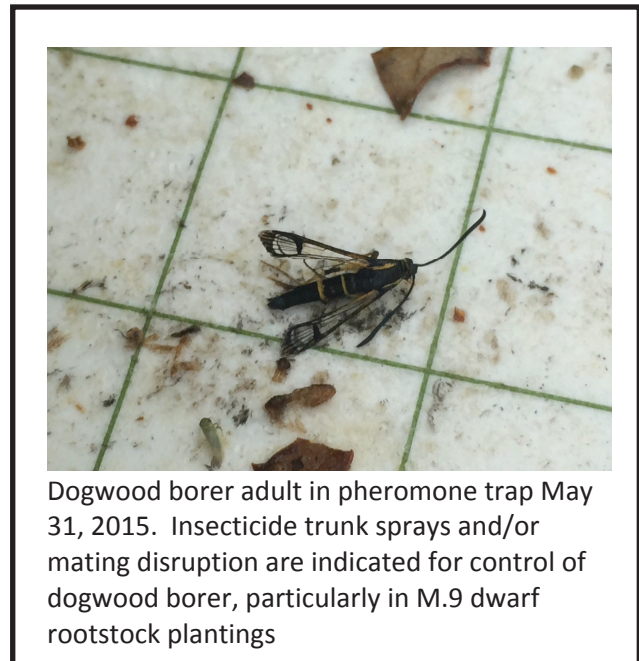 Dogwood borer adult in pheromone trap May
31, 2015.  Insecticide trunk sprays and/or
mating disruption are indicated for control of
dogwood borer, particularly in M.9 dwarf
rootstock plantings